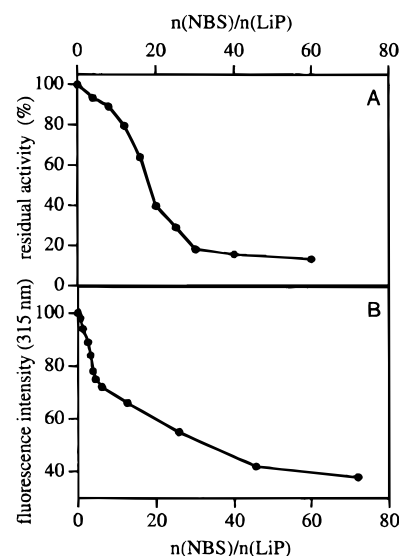 n(NBS)/n(LiP)
0 20 40 60 80
A
residual activity (%)
100
80
60
40
20
0
B
fluorescence intensity (315 nm)
100
80
60
40
0 20 40 60 80
n(NBS)/n(LiP)